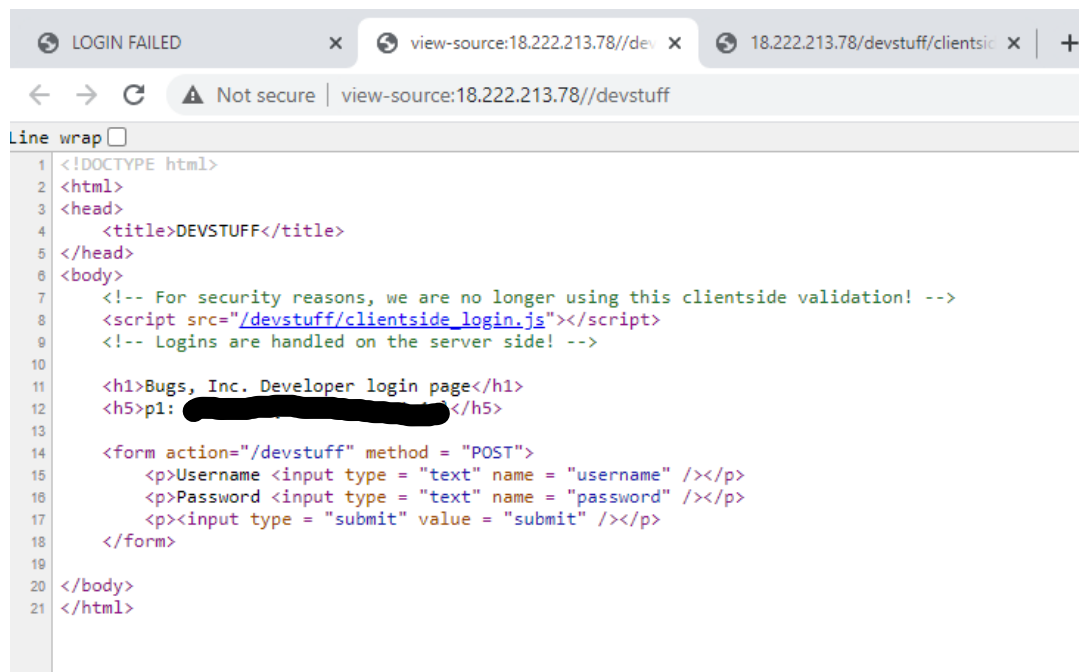 LOGIN FAILED
view-source:18.222.213.78//dev
18.222.213.78/devstuff/clientsid
Not secure
view-source:18.222.213.78//devstuff
Line wrap
1 <!DOCTYPE html>
2 <html>
3 <head>
4 <title>DEVSTUFF</title>
5 </head>
6 <body>
7 <!-- For security reasons, we are no longer using this clientside validation! -->
8 <script src="/devstuff/clientside_login.js"></script>
9 <!-- Logins are handled on the server side! -->
10
11 <h1>Bugs, Inc. Developer login page</h1>
12 <h5>p1: </h5>
13
14 <form action="/devstuff" method = "POST">
15 <p>Username <input type = "text" name = "username" /></p>
16 <p>Password <input type = "text" name = "password" /></p>
17 <p><input type = "submit" value = "submit" /></p>
18 </form>
19
20 </body>
21 </html>